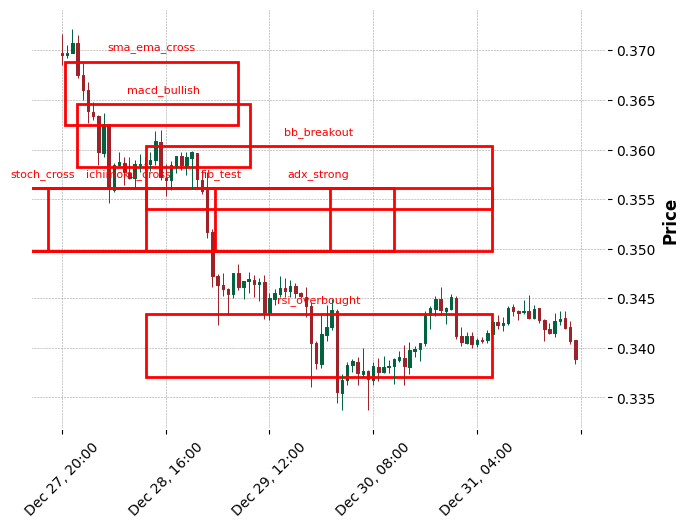 sma_ema_cross
macd_bullish
bb_breakout
stoch_cross
ichimoku_cross
fib_test
adx_strong
rsi_overbought
0.370
0.365
0.360
0.355
0.350
0.345
0.340
0.335
Price
Dec 27, 20:00
Dec 28, 16:00
Dec 29, 12:00
Dec 30, 08:00
Dec 31, 04:00